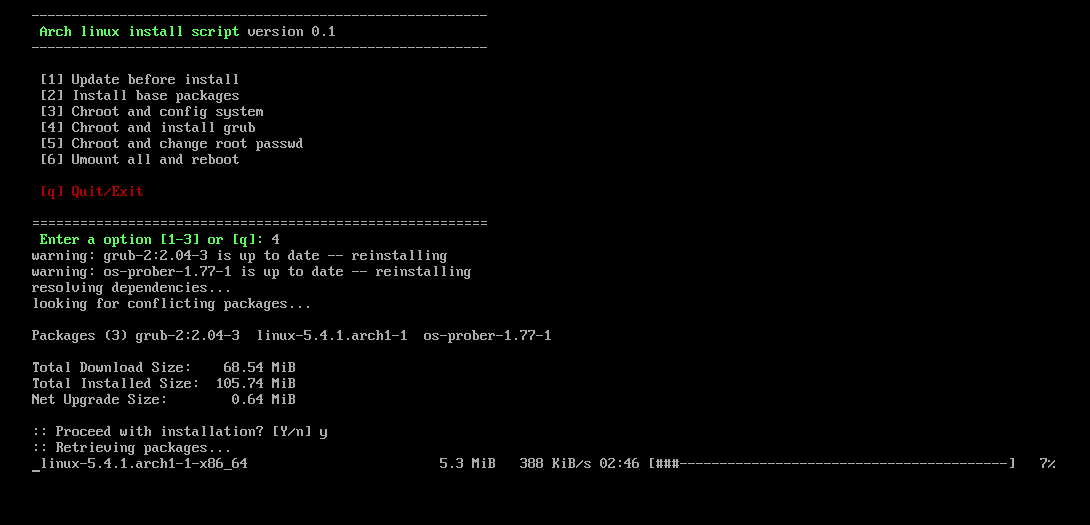 ---------------------------------------------------------
Arch linux install script version 0.1
---------------------------------------------------------
[1] Update before install
[2] Install base packages
[3] Chroot and config system
[4] Chroot and install grub
[5] Chroot and change root passwd
[6] Umount all and reboot
[q] Quit/Exit
=========================================================
Enter a option [1-3] or [q]: 4
warning: grub-2:2.04-3 is up to date -- reinstalling
warning: os-prober-1.77-1 is up to date -- reinstalling
resolving dependencies...
looking for conflicting packages...
Packages (3) grub-2:2.04-3  linux-5.4.1.arch1-1  os-prober-1.77-1
Total Download Size:    68.54 MiB
Total Installed Size:  105.74 MiB
Net Upgrade Size:        0.64 MiB
:: Proceed with installation? [Y/n] y
:: Retrieving packages...
_linux-5.4.1.arch1-1-x86_64                        5.3 MiB   388 KiB/s 02:46 [###-----------------------------------------]   7%